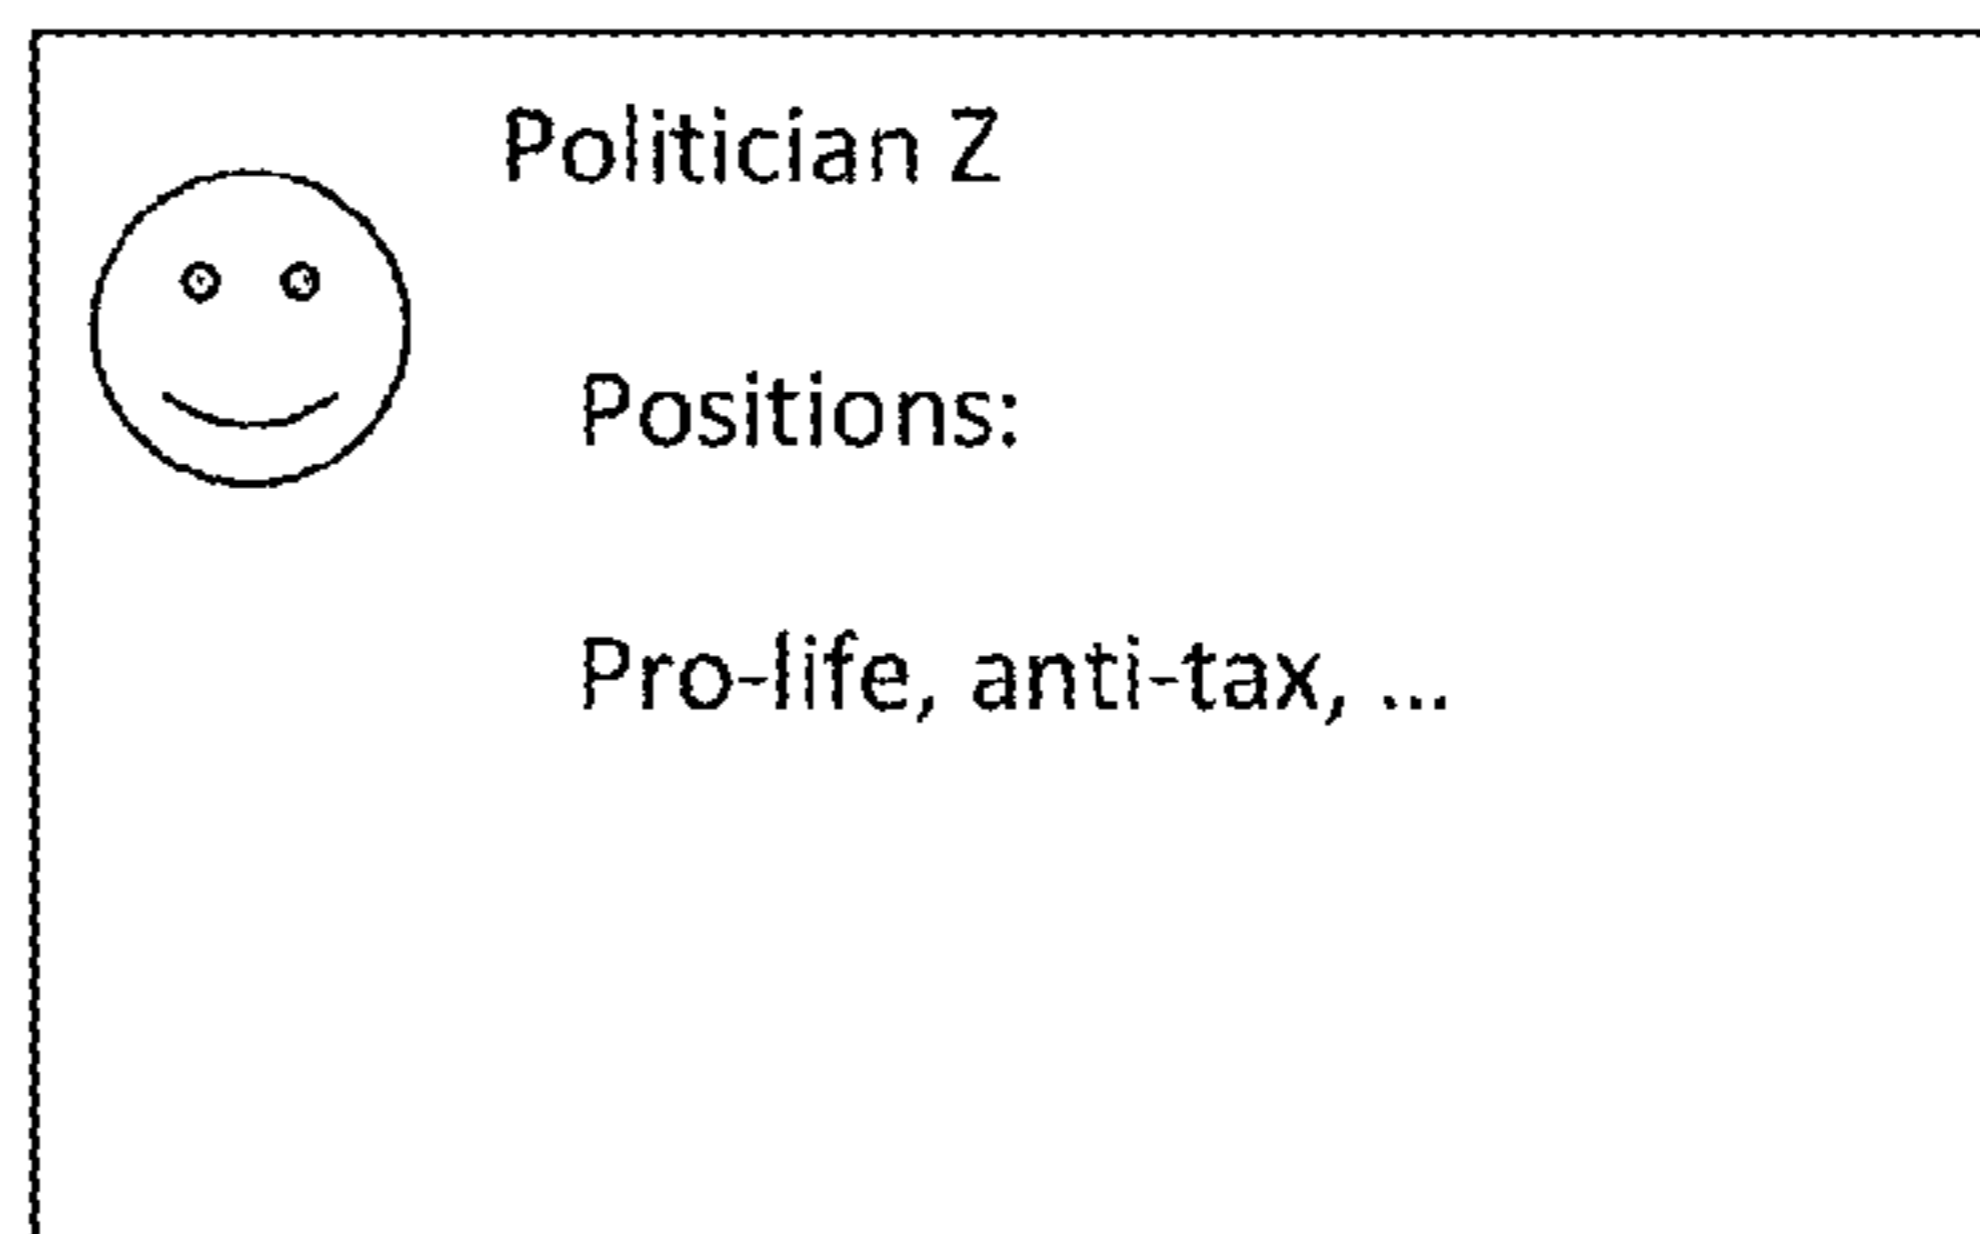 Politician Z
Positions:
Pro-life, anti-tax, ...